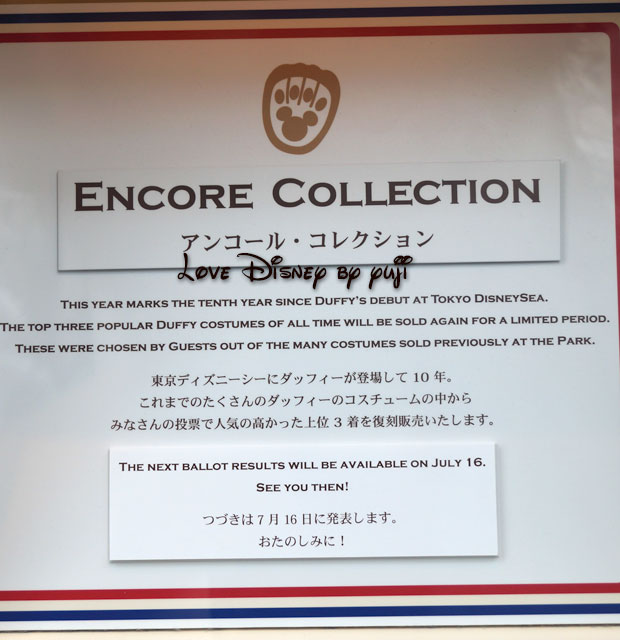 ENCORE COLLECTION
アンコール・コレクション
Love Disney by yuji
THIS YEAR MARKS THE TENTH YEAR SINCE DUFFY'S DEBUT AT TOKYO DISNEYSEA.
THE TOP THREE POPULAR DUFFY COSTUMES OF ALL TIME WILL BE SOLD AGAIN FOR A LIMITED PERIOD.
THESE WERE CHOSEN BY GUESTS OUT OF THE MANY COSTUMES SOLD PREVIOUSLY AT THE PARK.
東京ディズニーシーにダッフィーが登場して 10 年。
これまでのたくさんのダッフィーのコスチュームの中から
みなさんの投票で人気の高かった上位 3 着を復刻販売いたします。
THE NEXT BALLOT RESULTS WILL BE AVAILABLE ON JULY 16.
SEE YOU THEN!
つづきは 7 月 16 日に発表します。
おたのしみに！